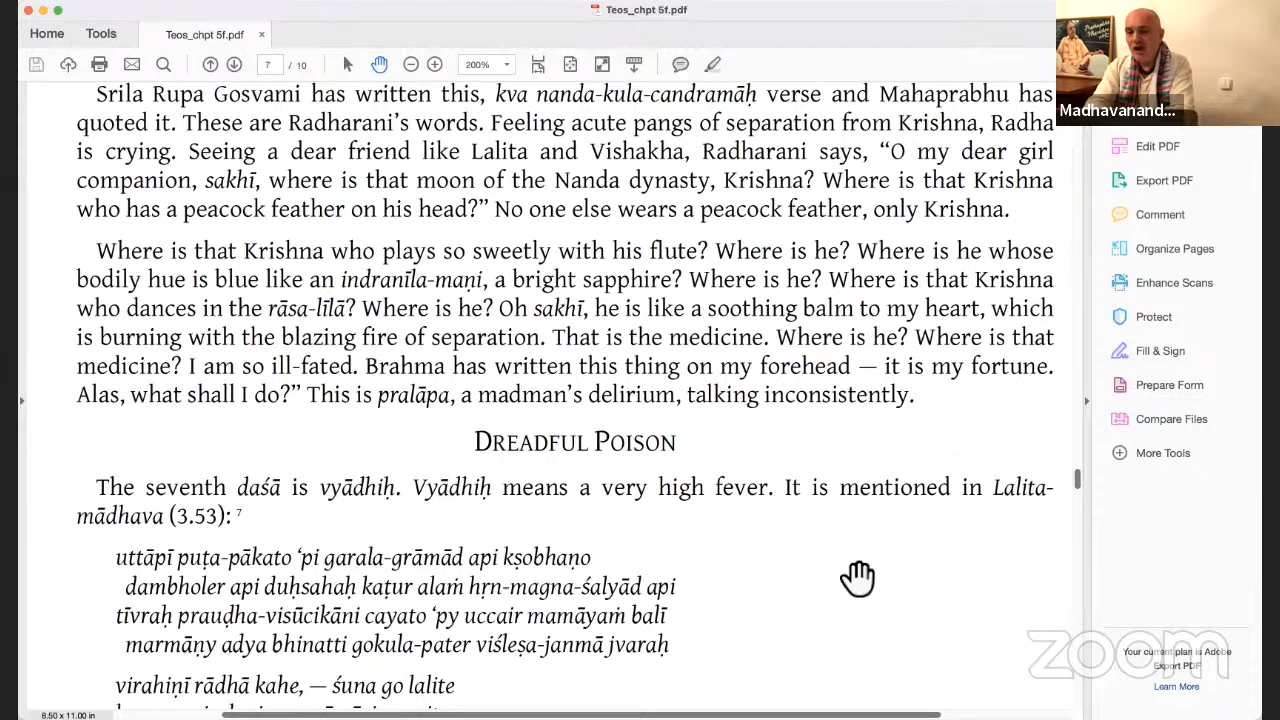 Teos_chpt 5f.pdf
Home
Tools
Teos_chpt 5f.pdf
×
7 / 10
200%
Madhavanand...
Srila Rupa Gosvami has written this, kva nanda-kula-candramāḥ verse and Mahaprabhu has
quoted it. These are Radharani’s words. Feeling acute pangs of separation from Krishna, Radha
is crying. Seeing a dear friend like Lalita and Vishakha, Radharani says, “O my dear girl
companion, sakhī, where is that moon of the Nanda dynasty, Krishna? Where is that Krishna
who has a peacock feather on his head?” No one else wears a peacock feather, only Krishna.
Where is that Krishna who plays so sweetly with his flute? Where is he? Where is he whose
bodily hue is blue like an indranīla-maṇi, a bright sapphire? Where is he? Where is that Krishna
who dances in the rāsa-līlā? Where is he? Oh sakhī, he is like a soothing balm to my heart, which
is burning with the blazing fire of separation. That is the medicine. Where is he? Where is that
medicine? I am so ill-fated. Brahma has written this thing on my forehead — it is my fortune.
Alas, what shall I do?” This is pralāpa, a madman’s delirium, talking inconsistently.
DREADFUL POISON
The seventh daśā is vyādhiḥ. Vyādhiḥ means a very high fever. It is mentioned in Lalita-
mādhava (3.53): 7
uttāpī puṭa-pākato ‘pi garala-grāmād api kṣobhaṇo
dambholer api duḥsahaḥ kaṭur alaṁ hṛn-magna-śalyād api
tīvraḥ prauḍha-visūcikāni cayato ‘py uccair mamāyaṁ balī
marmāṇy adya bhinatti gokula-pater viśleṣa-janmā jvaraḥ
virahiṇī rādhā kahe, — śuna go lalite
Edit PDF
Export PDF
Comment
Organize Pages
Enhance Scans
Protect
Fill & Sign
Prepare Form
Compare Files
More Tools
Your current plan is Adobe
Export PDF
Learn More
zoom
8.50 x 11.00 in